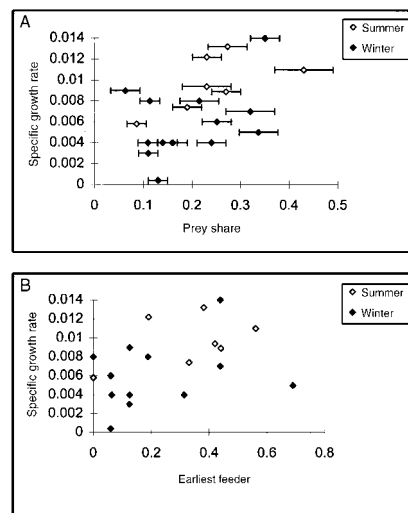 A
Summer
Winter
Specific growth rate
0.014
0.01
0.008
0.006
0.004
0.002
0
0 0.1 0.2 0.3 0.4 0.5
Prey share
B
Summer
Winter
Specific growth rate
0.014
0.012
0.01
0.008
0.006
0.004
0.002
0
0 0.2 0.4 0.6 0.8
Earliest feeder